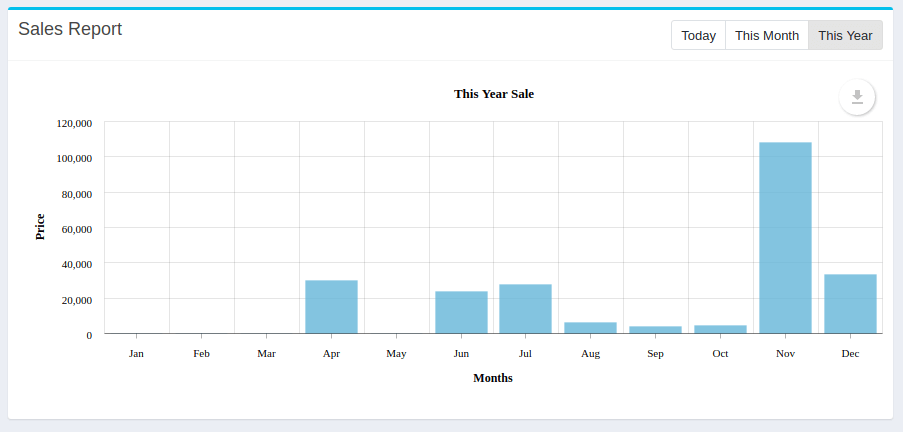 Sales Report
Today This Month This Year
This Year Sale
120,000
100,000
80,000
60,000
40,000
20,000
0
Price
Jan Feb Mar Apr May Jun Jul Aug Sep Oct Nov Dec
Months